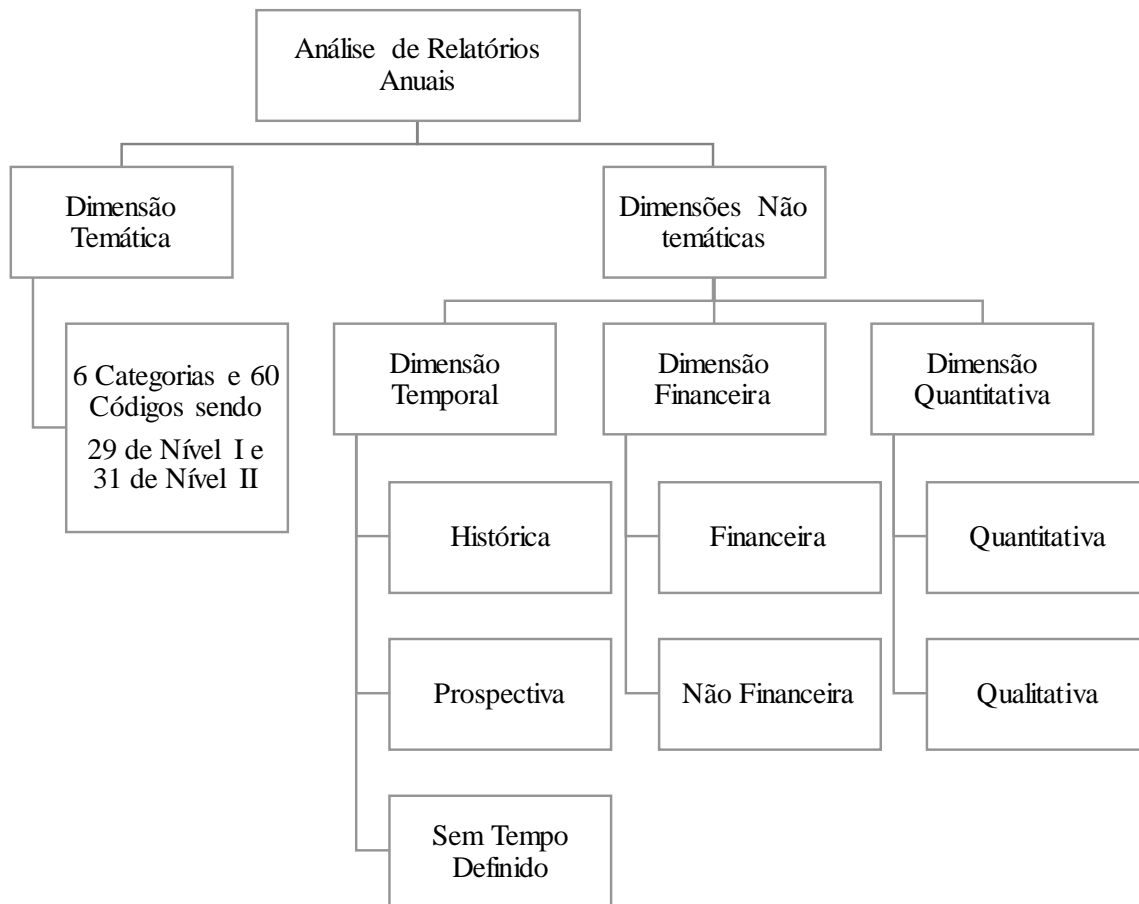 Análise de Relatórios
Anuais
Dimensão
Temática
Dimensões Não
temáticas
6 Categorias e 60
Códigos sendo
29 de Nível I e
31 de Nível II
Dimensão
Temporal
Dimensão
Financeira
Dimensão
Quantitativa
Histórica
Financeira
Quantitativa
Prospectiva
Não Financeira
Qualitativa
Sem Tempo
Definido